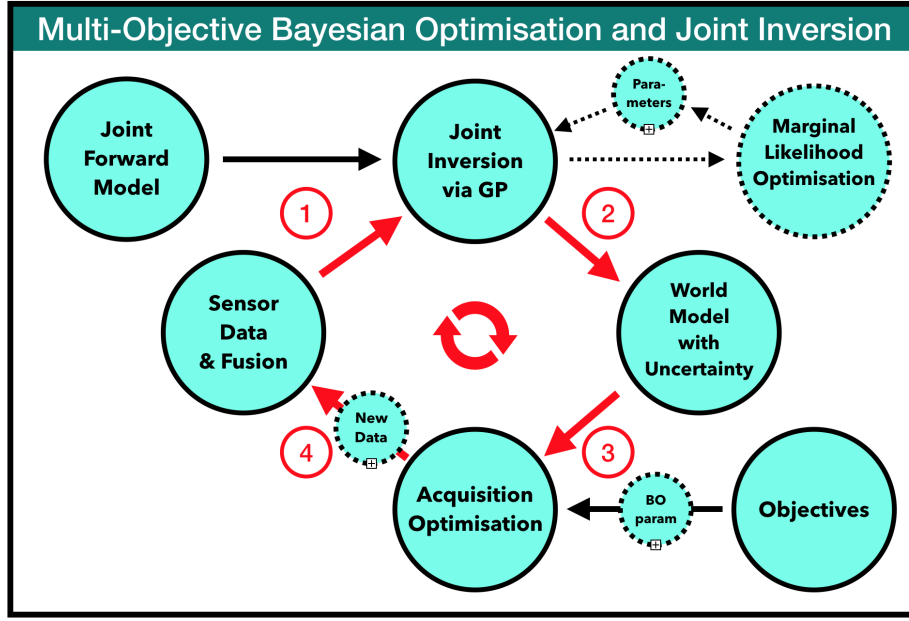 Multi-Objective Bayesian Optimisation and Joint Inversion
Joint
Forward
Model
Joint
Inversion
via GP
Para-
meters
Marginal
Likelihood
Optimisation
1
2
Sensor
Data
& Fusion
World
Model
with
Uncertainty
New
Data
4
3
Acquisition
Optimisation
BO
param
Objectives